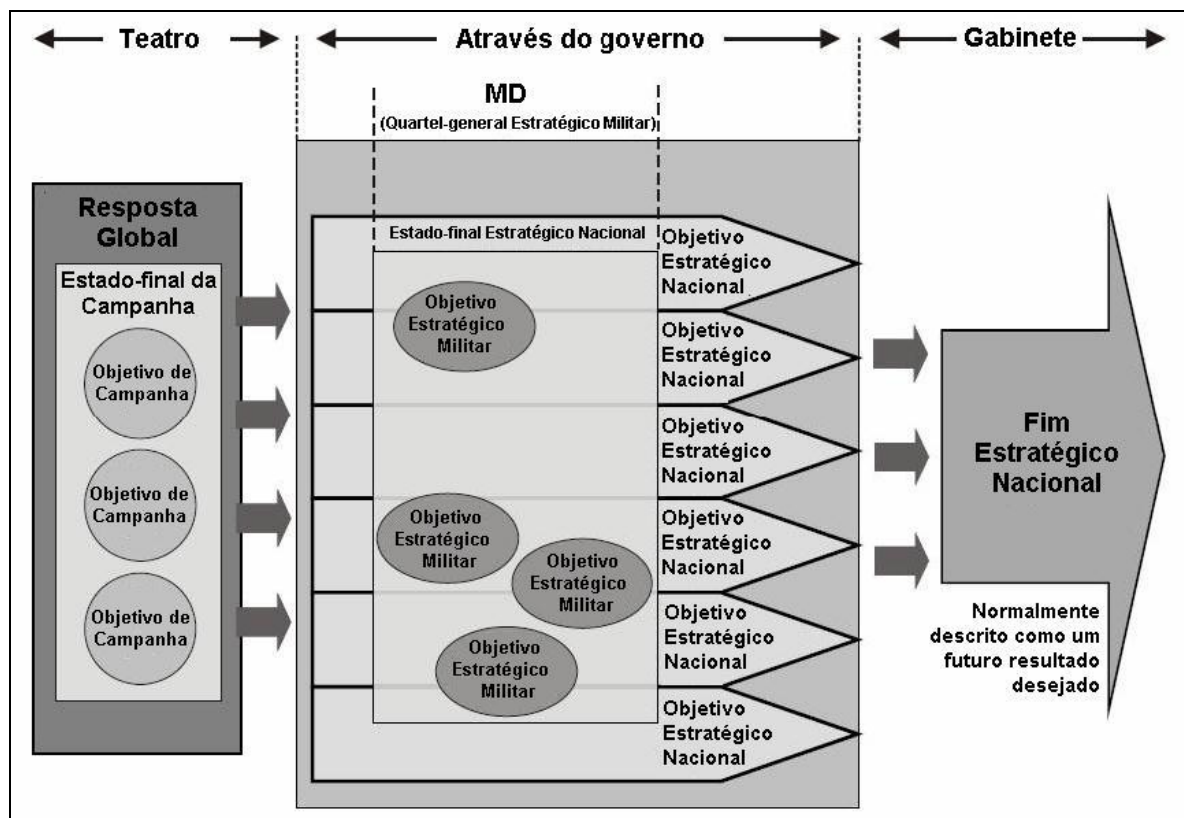 Teatro
Através do governo
Gabinete
MD
(Quartel-general Estratégico Militar)
Resposta
Global
Estado-final da
Campanha
Objetivo de
Campanha
Objetivo de
Campanha
Objetivo de
Campanha
Estado-final Estratégico Nacional
Objetivo
Estratégico
Militar
Objetivo
Estratégico
Militar
Objetivo
Estratégico
Militar
Objetivo
Estratégico
Militar
Objetivo
Estratégico
Nacional
Objetivo
Estratégico
Nacional
Objetivo
Estratégico
Nacional
Objetivo
Estratégico
Nacional
Objetivo
Estratégico
Nacional
Objetivo
Estratégico
Nacional
Fim
Estratégico
Nacional
Normalmente
descrito como um
futuro resultado
desejado